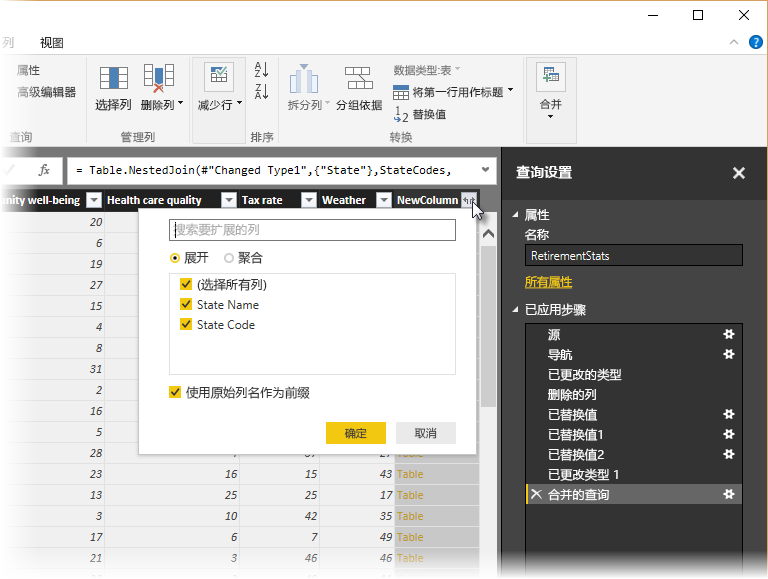 列 视图
属性
高级编辑器
查询
选择列 删除列
管理列
减少行
排序
拆分列 分组依据
数据类型:表
将第一行用作标题
替换值
转换
合并
fx = Table.NestedJoin(#"Changed Type1",{"State"},StateCodes,
nity well-being Health care quality Tax rate Weather NewColumn
搜索要扩展的列
展开 聚合
(选择所有列)
State Name
State Code
使用原始列名作为前缀
确定 取消
20
6
19
27
15
4
8
31
2
16
5
28
23 16 15 43 Table
13 25 25 17 Table
3 10 42 35 Table
17 6 7 49 Table
21 3 46 46 Table
查询设置
属性
名称
RetirementStats
所有属性
已应用步骤
源
导航
已更改的类型
删除的列
已替换值
已替换值1
已替换值2
已更改类型 1
合并的查询